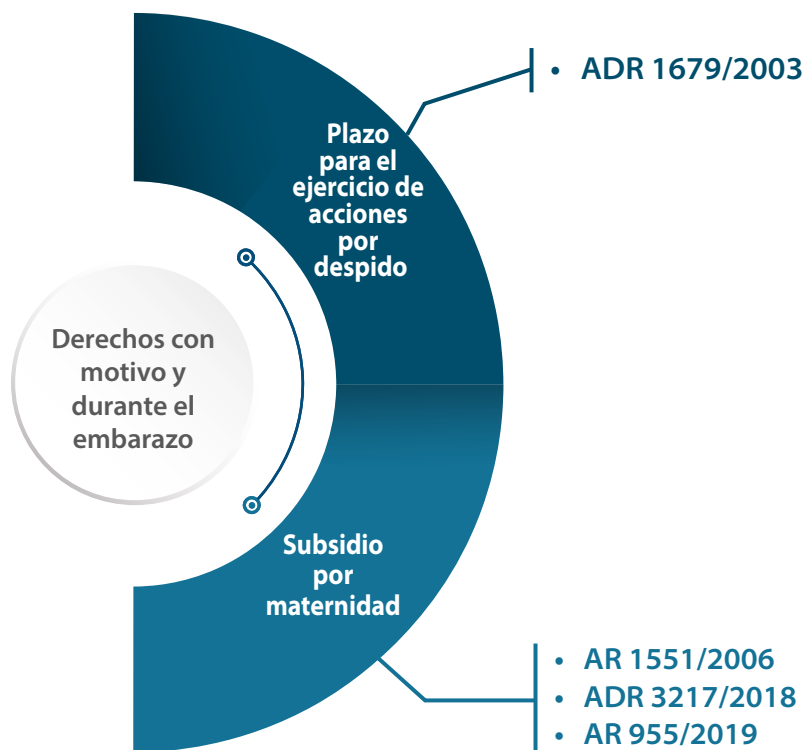 Derechos con
motivo y
durante el
embarazo
Plazo
para el
ejercicio de
acciones
por
despido
• ADR 1679/2003
Subsidio
por
maternidad
• AR 1551/2006
• ADR 3217/2018
• AR 955/2019